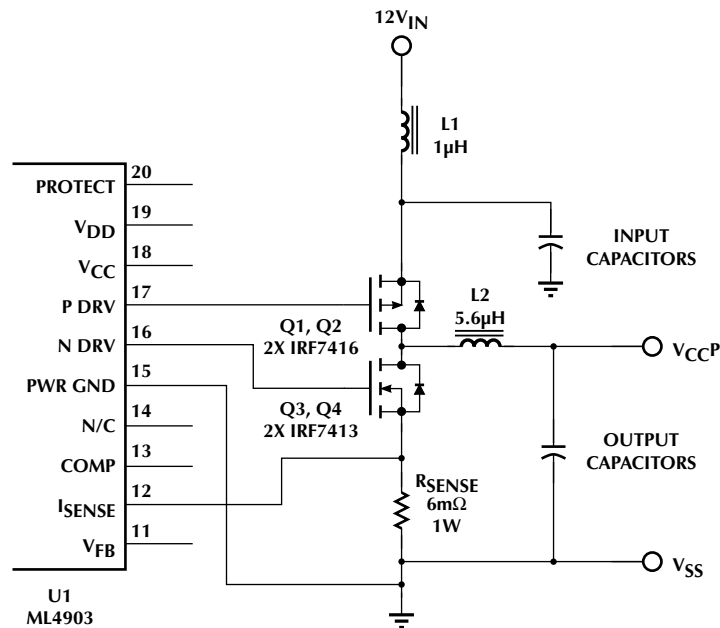 12VIN
L1
1µH
20
PROTECT
19
VDD
18
VCC
17
P DRV
16
N DRV
15
PWR GND
14
N/C
13
COMP
12
ISENSE
11
VFB
U1
ML4903
INPUT
CAPACITORS
Q1, Q2
2X IRF7416
L2
5.6µH
VCCP
Q3, Q4
2X IRF7413
OUTPUT
CAPACITORS
RSENSE
6mΩ
1W
VSS